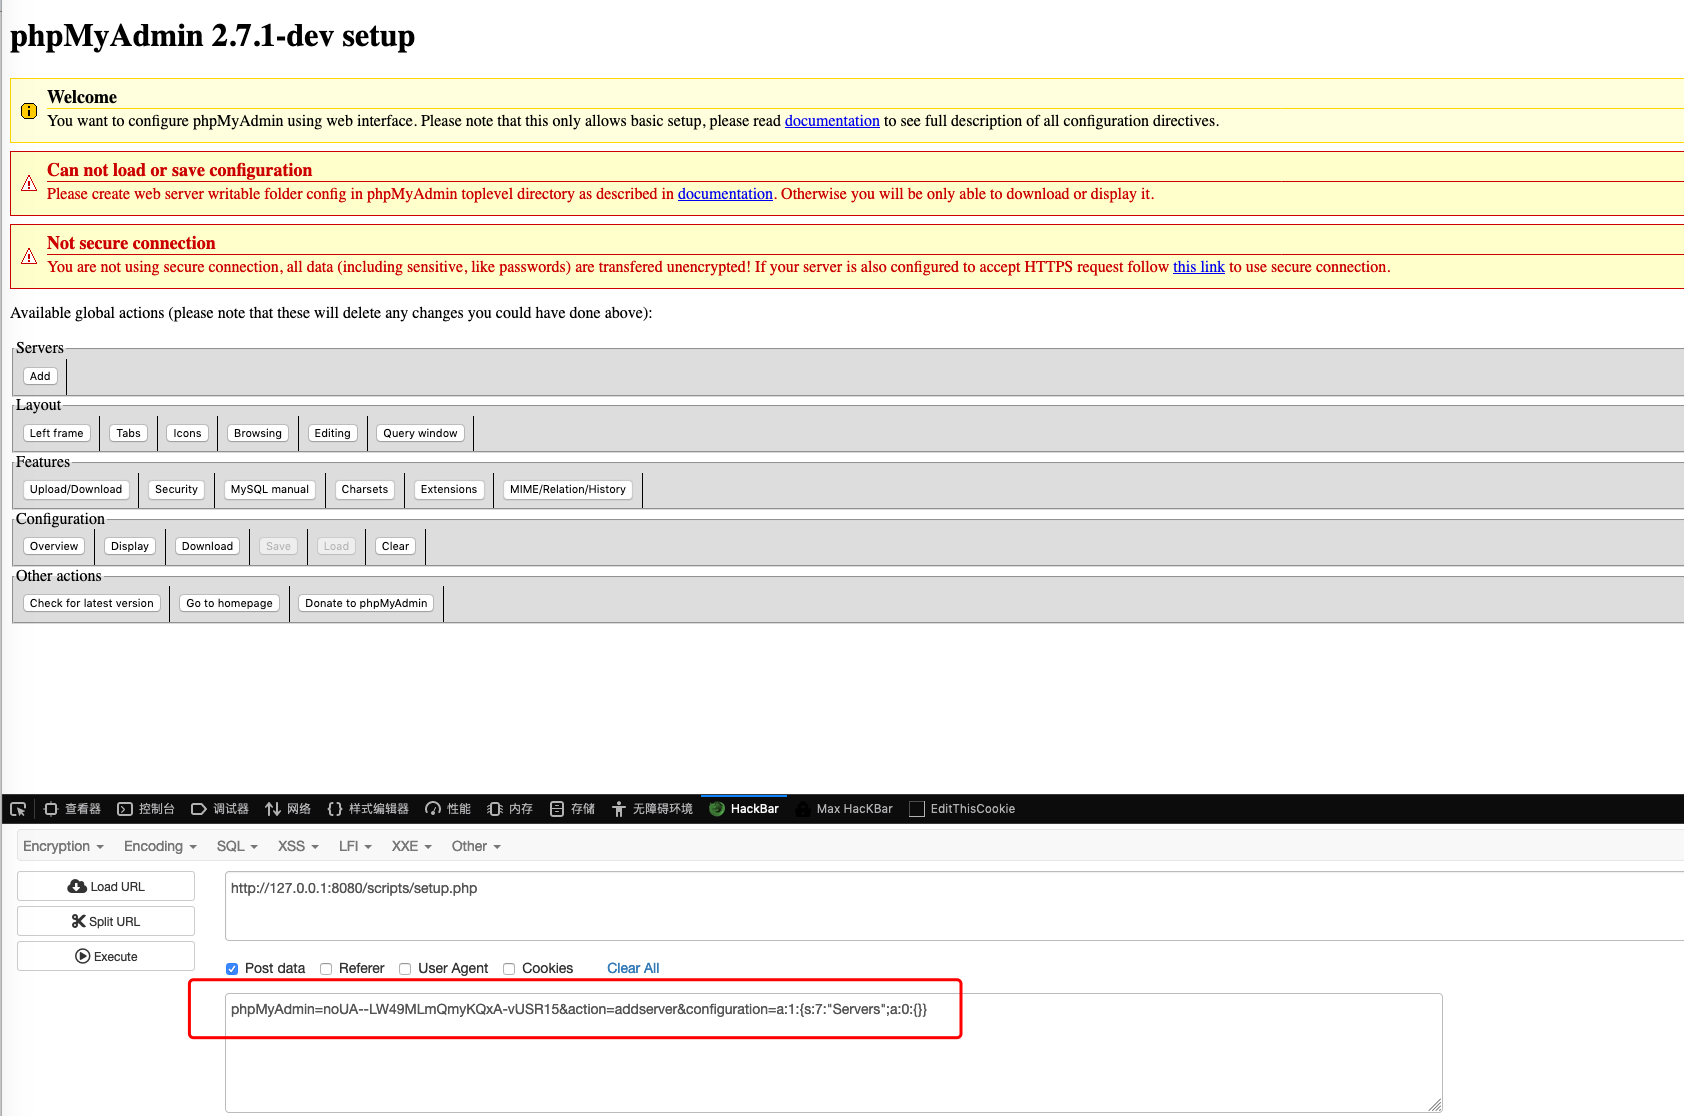 phpMyAdmin 2.7.1-dev setup
Welcome
You want to configure phpMyAdmin using web interface. Please note that this only allows basic setup, please read documentation to see full description of all configuration directives.
Can not load or save configuration
Please create web server writable folder config in phpMyAdmin toplevel directory as described in documentation. Otherwise you will be only able to download or display it.
Not secure connection
You are not using secure connection, all data (including sensitive, like passwords) are transfered unencrypted! If your server is also configured to accept HTTPS request follow this link to use secure connection.
Available global actions (please note that these will delete any changes you could have done above):
Servers
Add
Layout
Left frame Tabs Icons Browsing Editing Query window
Features
Upload/Download Security MySQL manual Charsets Extensions MIME/Relation/History
Configuration
Overview Display Download Save Load Clear
Other actions
Check for latest version Go to homepage Donate to phpMyAdmin
查看器 控制台 调试器 网络 样式编辑器 性能 内存 存储 无障碍环境 HackBar Max HacKBar EditThisCookie
Encryption Encoding SQL XSS LFI XXE Other
Load URL
http://127.0.0.1:8080/scripts/setup.php
Split URL
Execute
Post data Referer User Agent Cookies Clear All
phpMyAdmin=noUA--LW49MLmQmyKQxA-vUSR15&action=addserver&configuration=a:1:{s:7:"Servers";a:0:{}}